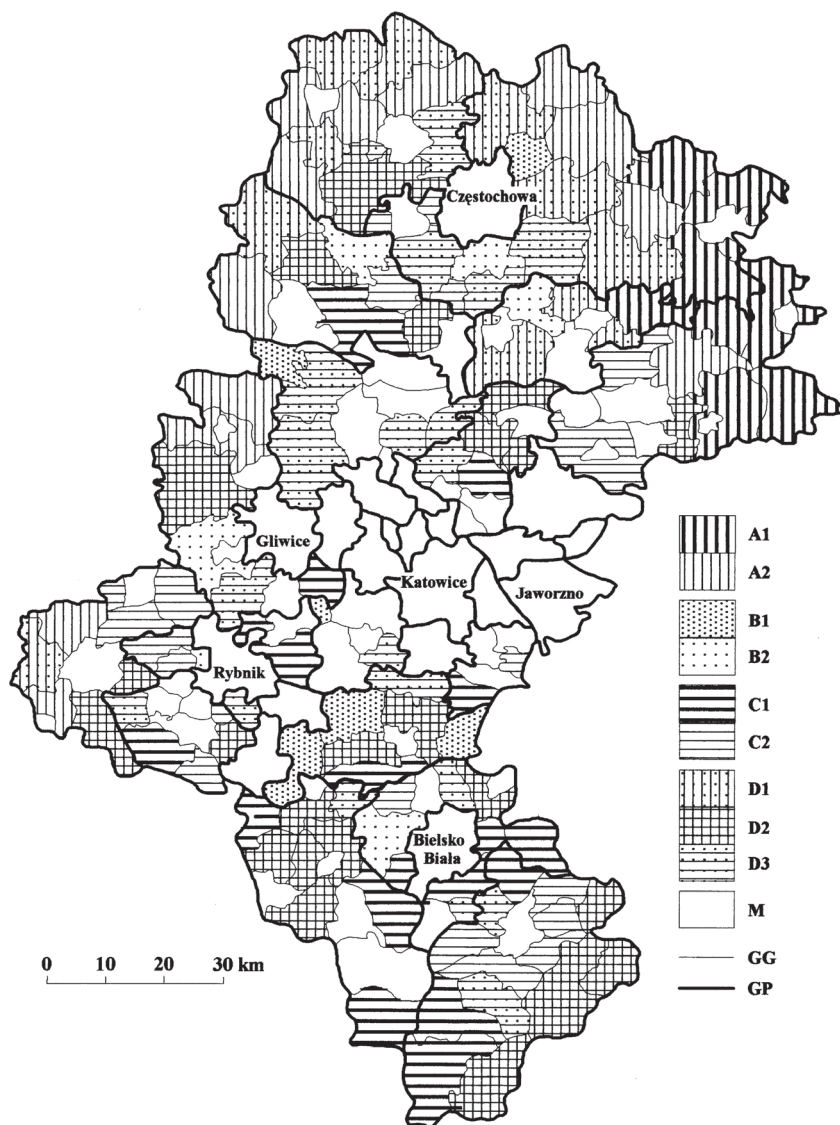 Częstochowa
Gliwice
Katowice
Jaworzno
Rybnik
Bielsko
Biała
A1
A2
B1
B2
C1
C2
D1
D2
D3
M
GG
GP
0 10 20 30 km